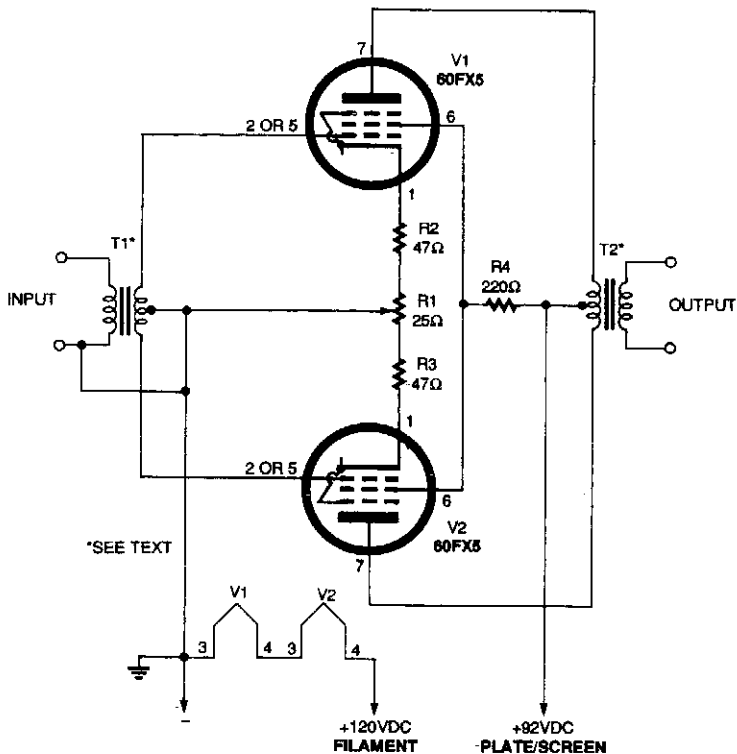 7
V1
60FX5
2 OR 5
6
1
T1*
R2
47Ω
R4
220Ω
T2*
INPUT
R1
25Ω
OUTPUT
R3
47Ω
1
2 OR 5
6
V2
60FX5
*SEE TEXT
7
V1
V2
3
4
3
4
–
+120VDC
FILAMENT
+92VDC
PLATE/SCREEN